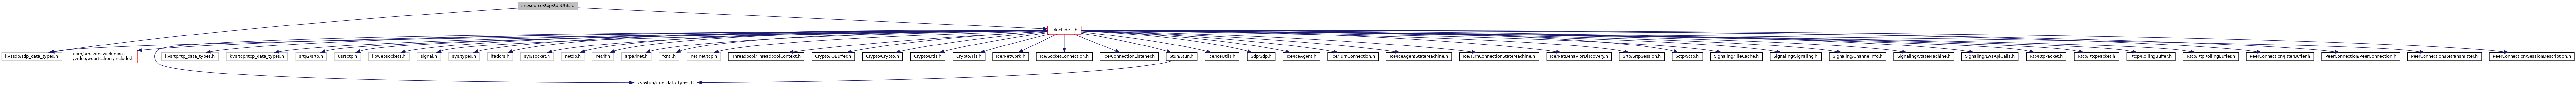 src/source/Sdp/SdpUtils.c
../Include_i.h
kvssdp/sdp_data_types.h
com/amazonaws/kinesis
/video/webrtcclient/Include.h
kvsrtp/rtp_data_types.h
kvsrtcp/rtcp_data_types.h
srtp2/srtp.h
usrsctp.h
libwebsockets.h
signal.h
sys/types.h
ifaddrs.h
sys/socket.h
netdb.h
net/if.h
arpa/inet.h
fcntl.h
netinet/tcp.h
Threadpool/ThreadpoolContext.h
Crypto/IOBuffer.h
Crypto/Crypto.h
Crypto/Dtls.h
Crypto/Tls.h
Ice/Network.h
Ice/SocketConnection.h
Ice/ConnectionListener.h
Stun/Stun.h
Ice/IceUtils.h
Sdp/Sdp.h
Ice/IceAgent.h
Ice/TurnConnection.h
Ice/IceAgentStateMachine.h
Ice/TurnConnectionStateMachine.h
Ice/NatBehaviorDiscovery.h
Srtp/SrtpSession.h
Sctp/Sctp.h
Signaling/FileCache.h
Signaling/Signaling.h
Signaling/ChannelInfo.h
Signaling/StateMachine.h
Signaling/LwsApiCalls.h
Rtp/RtpPacket.h
Rtcp/RtcpPacket.h
Rtcp/RollingBuffer.h
Rtcp/RtpRollingBuffer.h
PeerConnection/JitterBuffer.h
PeerConnection/PeerConnection.h
PeerConnection/Retransmitter.h
PeerConnection/SessionDescription.h
kvsstun/stun_data_types.h